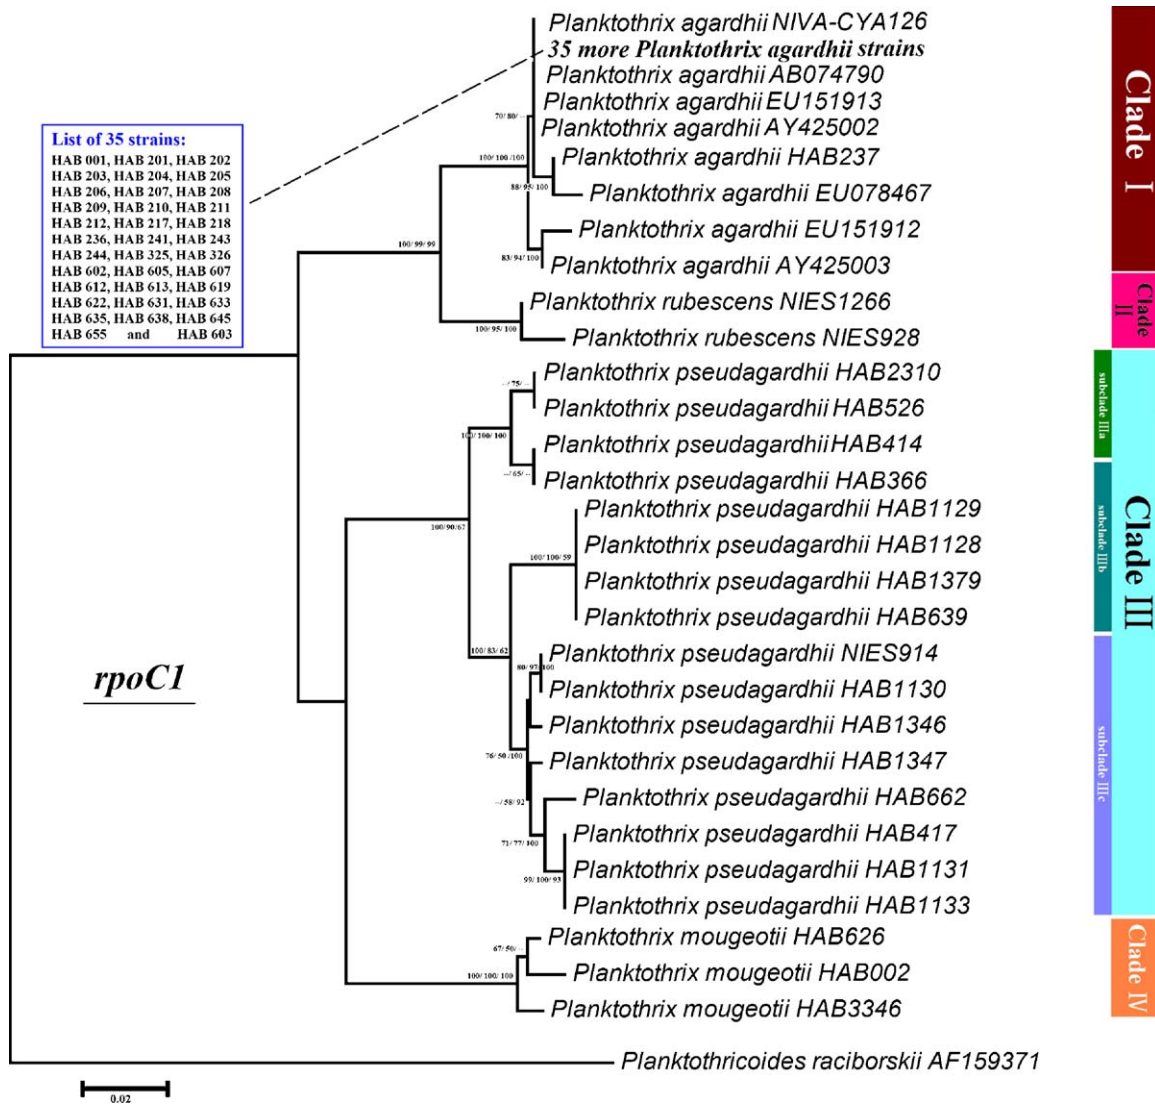 Planktothrix agardhii NIVA-CYA126
35 more Planktothrix agardhii strains
Planktothrix agardhii AB074790
Planktothrix agardhii EU151913
Planktothrix agardhii AY425002
Planktothrix agardhii HAB237
Planktothrix agardhii EU078467
Planktothrix agardhii EU151912
Planktothrix agardhii AY425003
Planktothrix rubescens NIES1266
Planktothrix rubescens NIES928
Planktothrix pseudagardhii HAB2310
Planktothrix pseudagardhii HAB526
Planktothrix pseudagardhii HAB414
Planktothrix pseudagardhii HAB366
Planktothrix pseudagardhii HAB1129
Planktothrix pseudagardhii HAB1128
Planktothrix pseudagardhii HAB1379
Planktothrix pseudagardhii HAB639
Planktothrix pseudagardhii NIES914
Planktothrix pseudagardhii HAB1130
Planktothrix pseudagardhii HAB1346
Planktothrix pseudagardhii HAB1347
Planktothrix pseudagardhii HAB662
Planktothrix pseudagardhii HAB417
Planktothrix pseudagardhii HAB1131
Planktothrix pseudagardhii HAB1133
Planktothrix mougeotii HAB626
Planktothrix mougeotii HAB002
Planktothrix mougeotii HAB3346
Planktothricoides raciborskii AF159371
List of 35 strains:
HAB 001, HAB 201, HAB 202
HAB 203, HAB 204, HAB 205
HAB 206, HAB 207, HAB 208
HAB 209, HAB 210, HAB 211
HAB 212, HAB 217, HAB 218
HAB 236, HAB 241, HAB 243
HAB 244, HAB 325, HAB 326
HAB 602, HAB 605, HAB 607
HAB 612, HAB 613, HAB 619
HAB 622, HAB 631, HAB 633
HAB 635, HAB 638, HAB 645
HAB 655 and HAB 603
70/ 80/ --
100/ 100/ 100
88/ 95/ 100
83/ 94/ 100
100/ 99/ 99
100/ 95/ 100
--/ 75/ --
100/ 100/ 100
--/ 65/ --
100/ 90/ 67
100/ 100/ 59
100/ 83/ 62
80/ 97/ 100
76/ 50/ 100
--/ 58/ 92
71/ 77/ 100
99/ 100/ 93
67/ 50/ --
100/ 100/ 100
rpoC1
0.02
Clade I
Clade II
Clade III
subclade IIIa
subclade IIIb
subclade IIIc
Clade IV